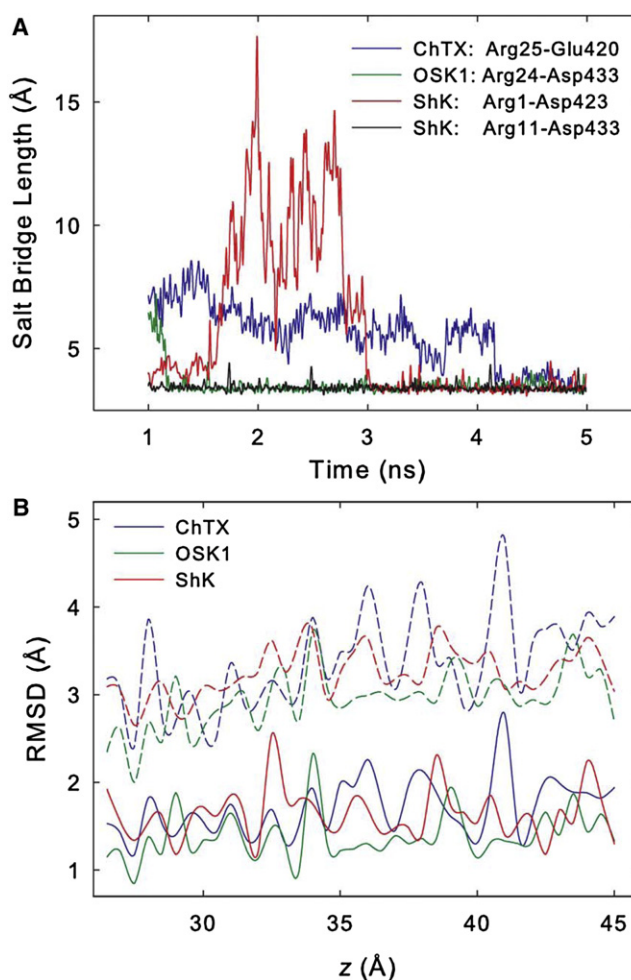 A
ChTX: Arg25-Glu420
OSK1: Arg24-Asp433
ShK: Arg1-Asp423
ShK: Arg11-Asp433
Salt Bridge Length (Å)
15
10
5
1 2 3 4 5
Time (ns)
B
ChTX
OSK1
ShK
RMSD (Å)
5
4
3
2
1
30 35 40 45
z (Å)